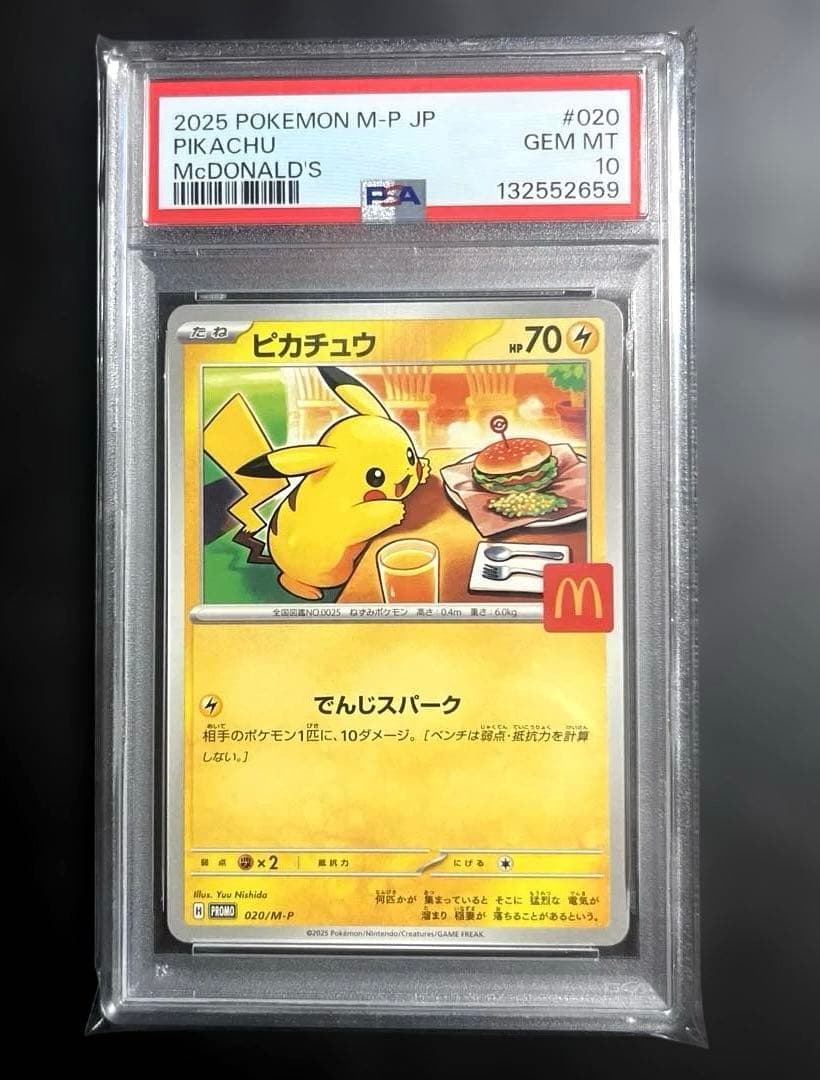 2025 POKEMON M-P JP #020
PIKACHU GEM MT
McDONALD'S 10
132552659
PSA
たね ピカチュウ HP70
M
全国図鑑NO.0025 ねずみポケモン 高さ:0.4m 重さ:6.0kg
でんじスパーク
相手のポケモン1匹に、10ダメージ。[ベンチは弱点・抵抗力を計算
しない。]
弱点 ×2 抵抗力 にげる
Illus. Yuu Nishida
何匹かが 集まっていると そこに 猛烈な 電気が
溜まり 稲妻が 落ちることがあるという。
H PROMO 020/M-P
©2025 Pokémon/Nintendo/Creatures/GAME FREAK.